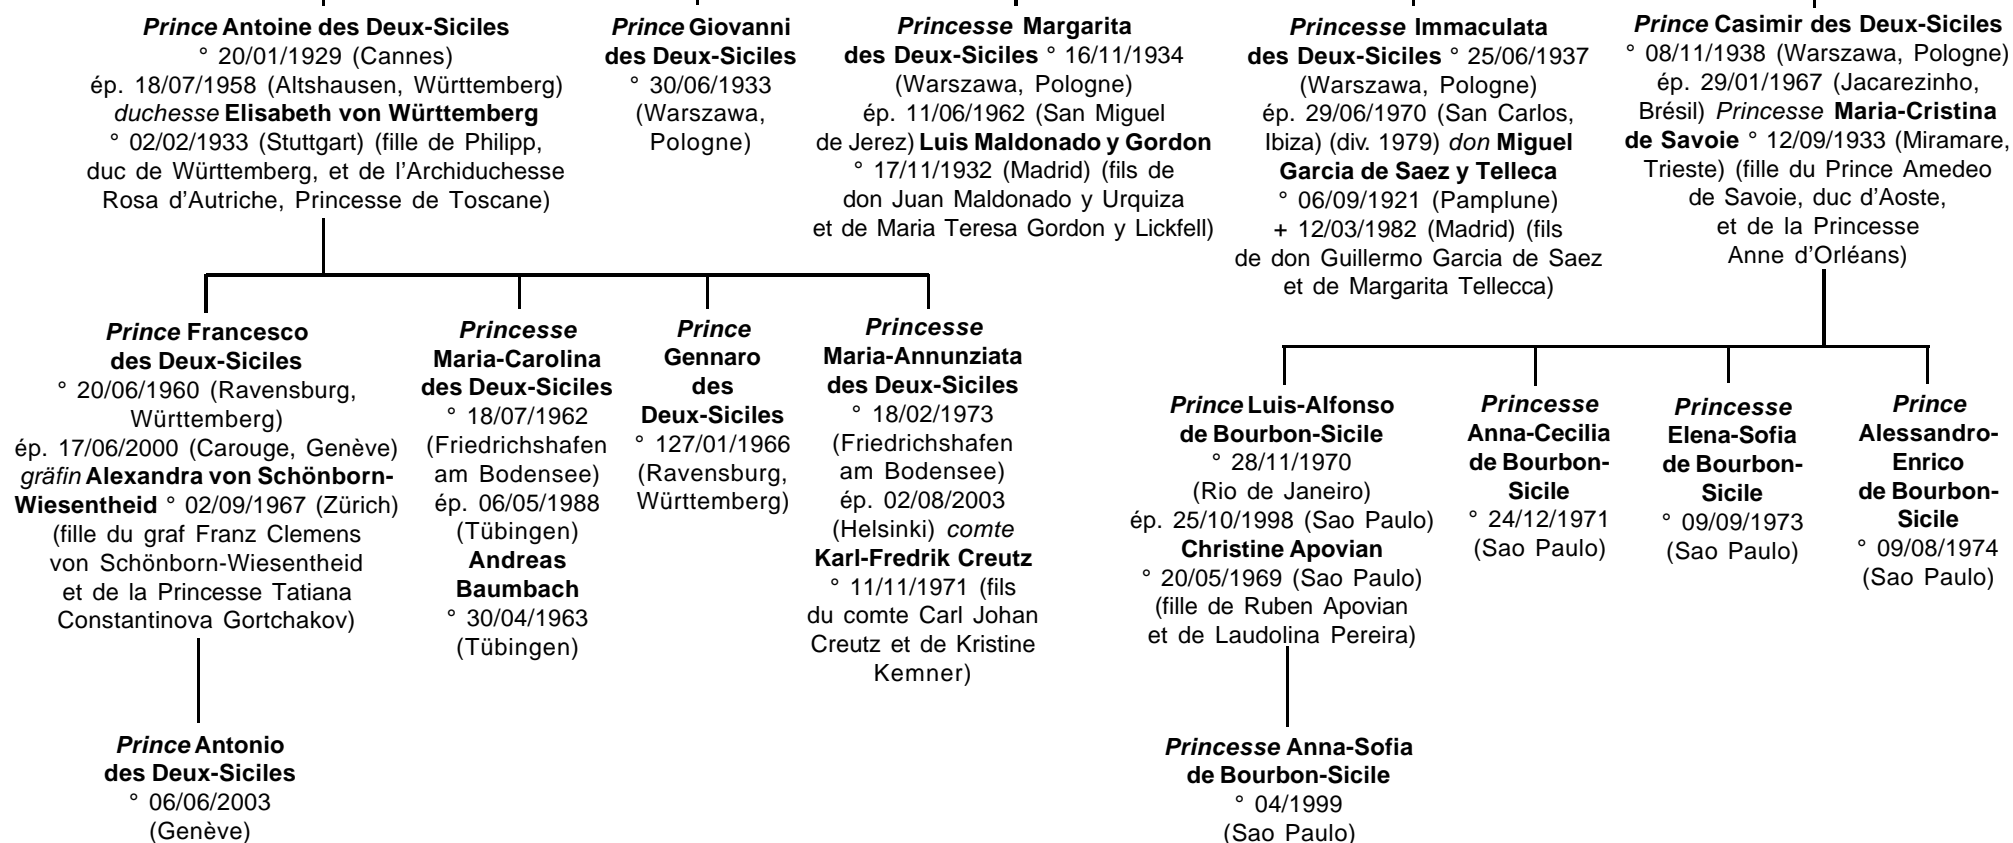 Prince Antoine des Deux-Siciles
° 20/01/1929 (Cannes)
ép. 18/07/1958 (Altshausen, Württemberg)
duchesse Elisabeth von Württemberg
° 02/02/1933 (Stuttgart) (fille de Philipp,
duc de Württemberg, et de l'Archiduchesse
Rosa d'Autriche, Princesse de Toscane)
Prince Giovanni
des Deux-Siciles
° 30/06/1933
(Warszawa,
Pologne)
Princesse Margarita
des Deux-Siciles ° 16/11/1934
(Warszawa, Pologne)
ép. 11/06/1962 (San Miguel
de Jerez) Luis Maldonado y Gordon
° 17/11/1932 (Madrid) (fils de
don Juan Maldonado y Urquiza
et de Maria Teresa Gordon y Lickfell)
Princesse Immaculata
des Deux-Siciles ° 25/06/1937
(Warszawa, Pologne)
ép. 29/06/1970 (San Carlos,
Ibiza) (div. 1979) don Miguel
Garcia de Saez y Telleca
° 06/09/1921 (Pamplune)
+ 12/03/1982 (Madrid) (fils
de don Guillermo Garcia de Saez
et de Margarita Tellecca)
Prince Casimir des Deux-Siciles
° 08/11/1938 (Warszawa, Pologne)
ép. 29/01/1967 (Jacarezinho,
Brésil) Princesse Maria-Cristina
de Savoie ° 12/09/1933 (Miramare,
Trieste) (fille du Prince Amedeo
de Savoie, duc d'Aoste,
et de la Princesse
Anne d'Orléans)
Prince Francesco
des Deux-Siciles
° 20/06/1960 (Ravensburg,
Württemberg)
ép. 17/06/2000 (Carouge, Genève)
gräfin Alexandra von Schönborn-
Wiesentheid ° 02/09/1967 (Zürich)
(fille du graf Franz Clemens
von Schönborn-Wiesentheid
et de la Princesse Tatiana
Constantinova Gortchakov)
Princesse
Maria-Carolina
des Deux-Siciles
° 18/07/1962
(Friedrichshafen
am Bodensee)
ép. 06/05/1988
(Tübingen)
Andreas
Baumbach
° 30/04/1963
(Tübingen)
Prince
Gennaro
des
Deux-Siciles
° 127/01/1966
(Ravensburg,
Württemberg)
Princesse
Maria-Annunziata
des Deux-Siciles
° 18/02/1973
(Friedrichshafen
am Bodensee)
ép. 02/08/2003
(Helsinki) comte
Karl-Fredrik Creutz
° 11/11/1971 (fils
du comte Carl Johan
Creutz et de Kristine
Kemner)
Prince Luis-Alfonso
de Bourbon-Sicile
° 28/11/1970
(Rio de Janeiro)
ép. 25/10/1998 (Sao Paulo)
Christine Apovian
° 20/05/1969 (Sao Paulo)
(fille de Ruben Apovian
et de Laudolina Pereira)
Princesse
Anna-Cecilia
de Bourbon-
Sicile
° 24/12/1971
(Sao Paulo)
Princesse
Elena-Sofia
de Bourbon-
Sicile
° 09/09/1973
(Sao Paulo)
Prince
Alessandro-
Enrico
de Bourbon-
Sicile
° 09/08/1974
(Sao Paulo)
Prince Antonio
des Deux-Siciles
° 06/06/2003
(Genève)
Princesse Anna-Sofia
de Bourbon-Sicile
° 04/1999
(Sao Paulo)